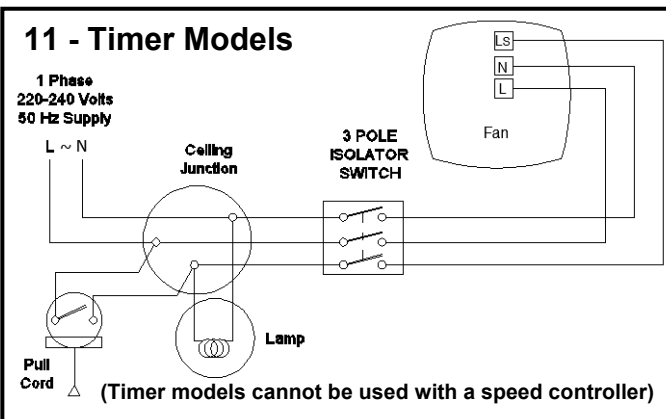 11 - Timer Models
1 Phase
220-240 Volts
50 Hz Supply
L ~ N
Ceiling
Junction
3 POLE
ISOLATOR
SWITCH
Ls
N
L
Fan
Lamp
Pull
Cord
(Timer models cannot be used with a speed controller)